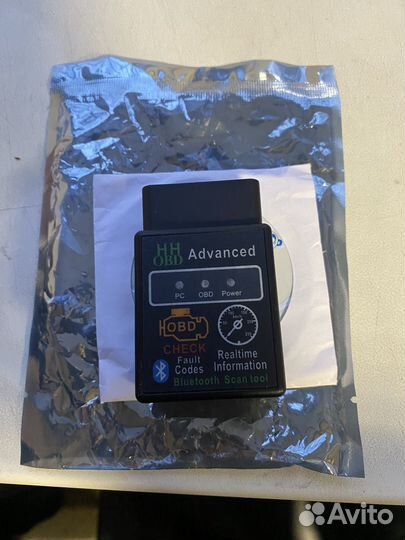 HH
OBD
Advanced
PC OBD Power
OBD
CHECK
Fault
Codes
Realtime
Information
Bluetooth Scan tool
Avito